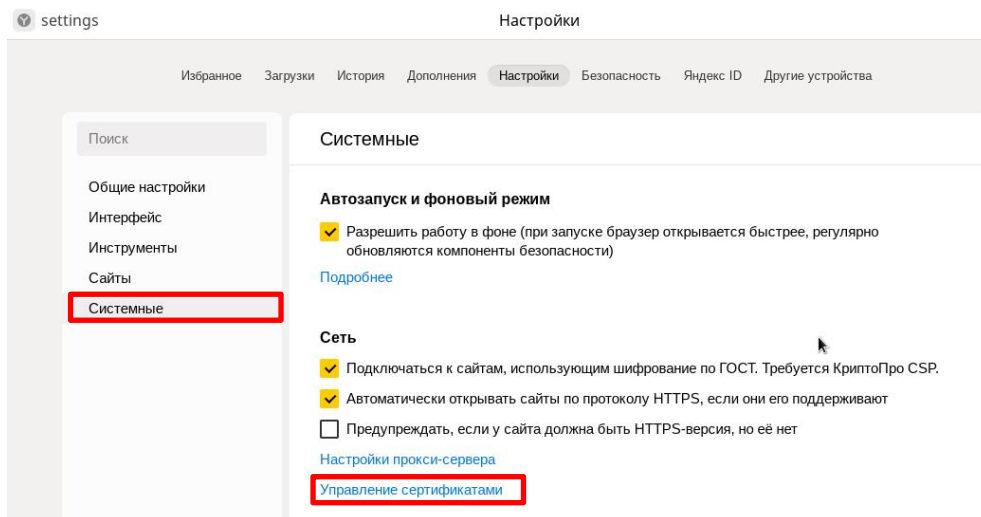 settings
Настройки
Избранное Загрузки История Дополнения Настройки Безопасность Яндекс ID Другие устройства
Поиск
Общие настройки
Интерфейс
Инструменты
Сайты
Системные
Системные
Автозапуск и фоновый режим
Разрешить работу в фоне (при запуске браузер открывается быстрее, регулярно
обновляются компоненты безопасности)
Подробнее
Сеть
Подключаться к сайтам, использующим шифрование по ГОСТ. Требуется КриптоПро CSP.
Автоматически открывать сайты по протоколу HTTPS, если они его поддерживают
Предупреждать, если у сайта должна быть HTTPS-версия, но её нет
Настройки прокси-сервера
Управление сертификатами